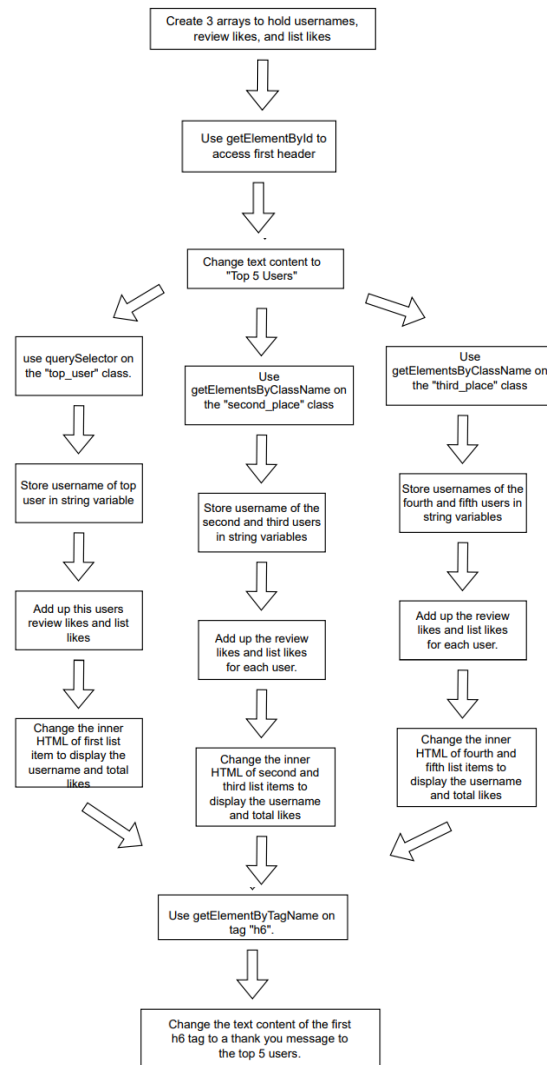 Create 3 arrays to hold usernames,
review likes, and list likes
Use getElementById to
access first header
Change text content to
"Top 5 Users"
use querySelector on
the "top_user" class.
Use
getElementsByClassName on
the "second_place" class
Use
getElementsByClassName on
the "third_place" class
Store username of top
user in string variable
Store username of the
second and third users
in string variables
Store usernames of the
fourth and fifth users in
string variables
Add up this users
review likes and list
likes
Add up the review
likes and list likes
for each user.
Add up the review
likes and list likes
for each user.
Change the inner
HTML of first list
item to display the
username and total
likes
Change the inner
HTML of second and
third list items to
display the username
and total likes
Change the inner
HTML of fourth and
fifth list items to
display the username
and total likes
Use getElementByTagName on
tag "h6".
Change the text content of the first
h6 tag to a thank you message to
the top 5 users.